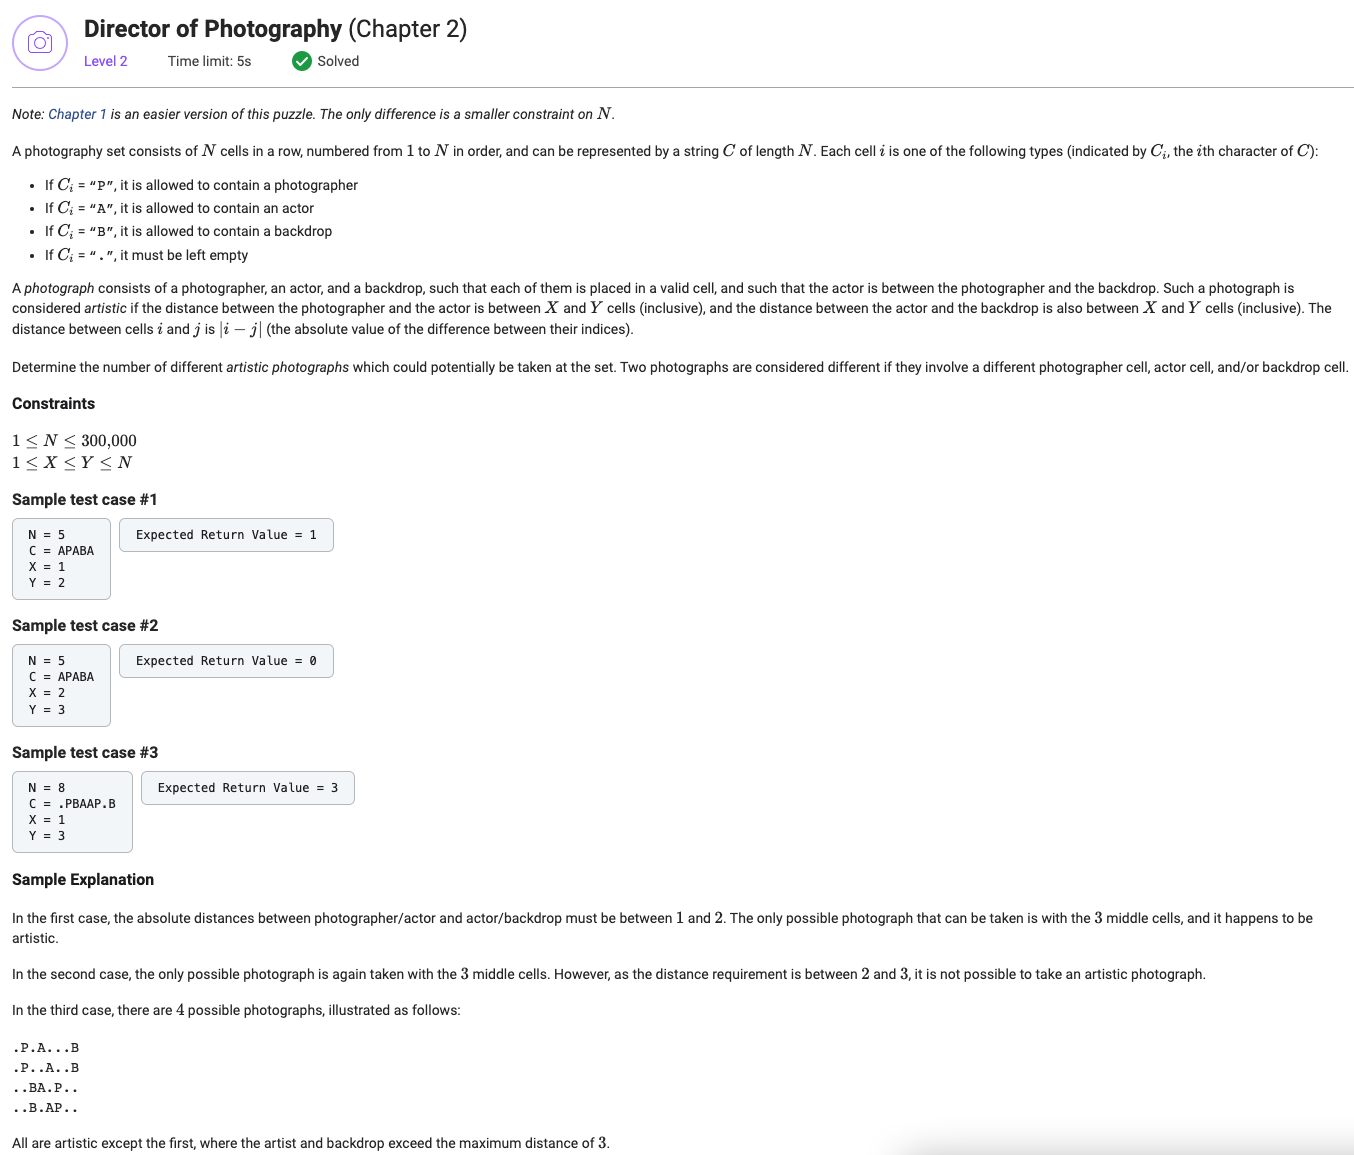 Director of Photography (Chapter 2)
Level 2 Time limit: 5s Solved
Note: Chapter 1 is an easier version of this puzzle. The only difference is a smaller constraint on N.
A photography set consists of N cells in a row, numbered from 1 to N in order, and can be represented by a string C of length N. Each cell i is one of the following types (indicated by Cᵢ, the ith character of C):
• If Cᵢ = “P”, it is allowed to contain a photographer
• If Cᵢ = “A”, it is allowed to contain an actor
• If Cᵢ = “B”, it is allowed to contain a backdrop
• If Cᵢ = “.”, it must be left empty
A photograph consists of a photographer, an actor, and a backdrop, such that each of them is placed in a valid cell, and such that the actor is between the photographer and the backdrop. Such a photograph is
considered artistic if the distance between the photographer and the actor is between X and Y cells (inclusive), and the distance between the actor and the backdrop is also between X and Y cells (inclusive). The
distance between cells i and j is |i − j| (the absolute value of the difference between their indices).
Determine the number of different artistic photographs which could potentially be taken at the set. Two photographs are considered different if they involve a different photographer cell, actor cell, and/or backdrop cell.
Constraints
1 ≤ N ≤ 300,000
1 ≤ X ≤ Y ≤ N
Sample test case #1
N = 5 Expected Return Value = 1
C = APABA
X = 1
Y = 2
Sample test case #2
N = 5 Expected Return Value = 0
C = APABA
X = 2
Y = 3
Sample test case #3
N = 8 Expected Return Value = 3
C = .PBAAP.B
X = 1
Y = 3
Sample Explanation
In the first case, the absolute distances between photographer/actor and actor/backdrop must be between 1 and 2. The only possible photograph that can be taken is with the 3 middle cells, and it happens to be
artistic.
In the second case, the only possible photograph is again taken with the 3 middle cells. However, as the distance requirement is between 2 and 3, it is not possible to take an artistic photograph.
In the third case, there are 4 possible photographs, illustrated as follows:
.P.A...B
.P..A..B
..BA.P..
..B.AP..
All are artistic except the first, where the artist and backdrop exceed the maximum distance of 3.